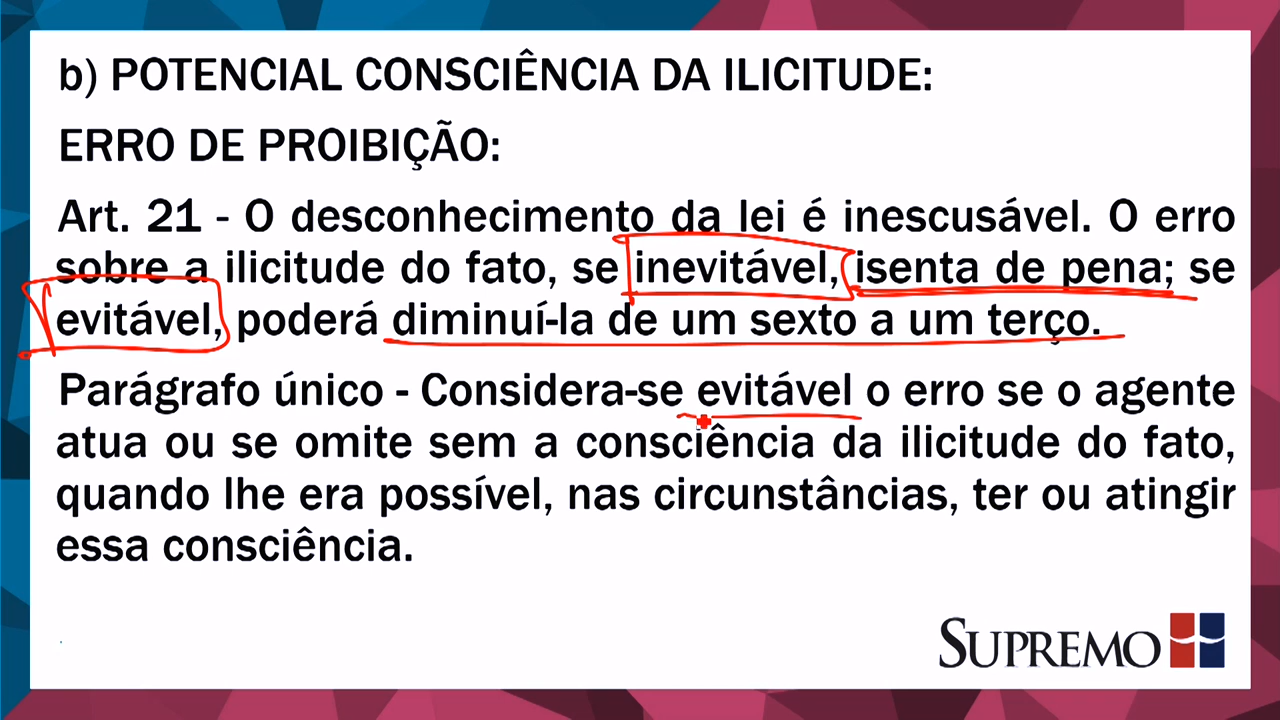 b) POTENCIAL CONSCIÊNCIA DA ILICITUDE:
ERRO DE PROIBIÇÃO:
Art. 21 - O desconhecimento da lei é inescusável. O erro
sobre a ilicitude do fato, se inevitável, isenta de pena; se
evitável, poderá diminuí-la de um sexto a um terço.
Parágrafo único - Considera-se evitável o erro se o agente
atua ou se omite sem a consciência da ilicitude do fato,
quando lhe era possível, nas circunstâncias, ter ou atingir
essa consciência.
SUPREMO